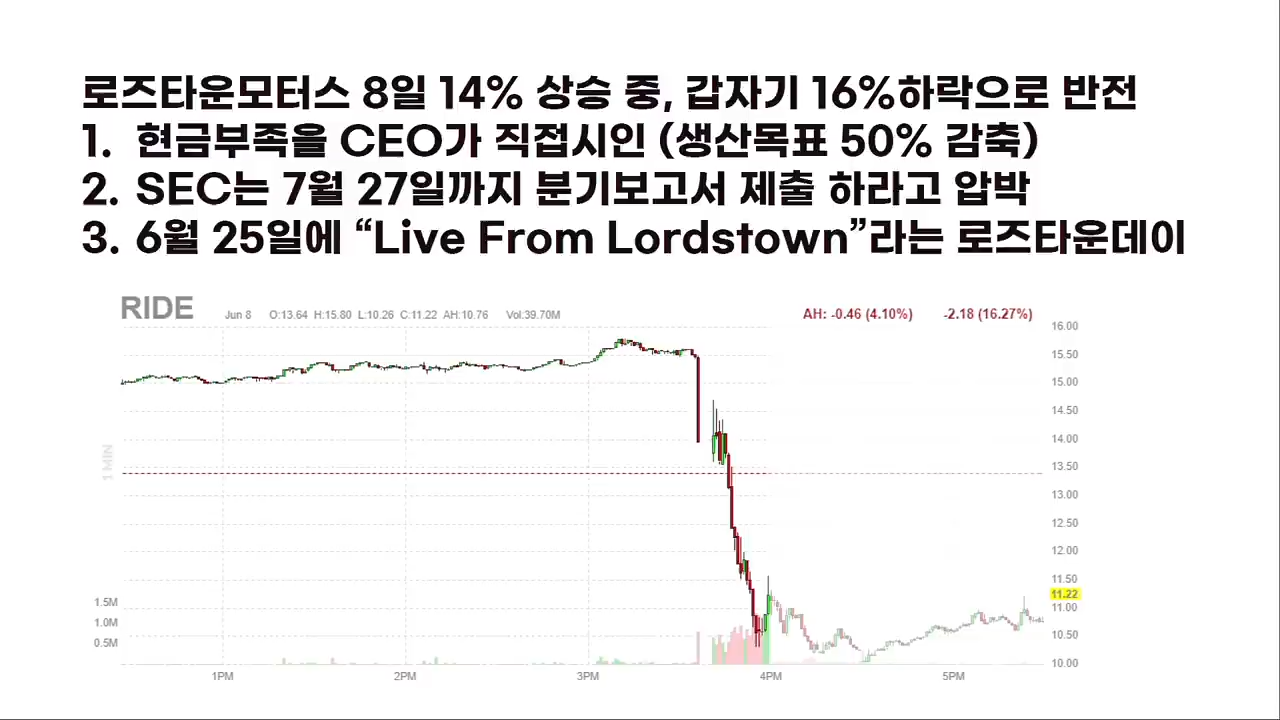 로즈타운모터스 8일 14% 상승 중, 갑자기 16%하락으로 반전
1. 현금부족을 CEO가 직접시인 (생산목표 50% 감축)
2. SEC는 7월 27일까지 분기보고서 제출 하라고 압박
3. 6월 25일에 “Live From Lordstown”라는 로즈타운데이
RIDE Jun 8 O:13.64 H:15.80 L:10.26 C:11.22 AH:10.76 Vol:39.70M AH: -0.46 (4.10%) -2.18 (16.27%)
16.00
15.50
15.00
14.50
14.00
1 MIN
13.50
13.00
12.50
12.00
11.50
11.22
1.5M
11.00
1.0M
10.50
0.5M
10.00
1PM 2PM 3PM 4PM 5PM